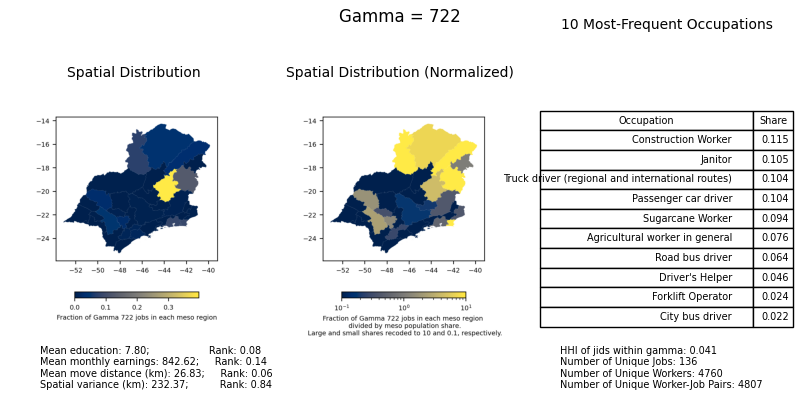 Gamma = 722
10 Most-Frequent Occupations
Spatial Distribution
Spatial Distribution (Normalized)
−14
−16
−18
−20
−22
−24
−52 −50 −48 −46 −44 −42 −40
0.0 0.1 0.2 0.3
Fraction of Gamma 722 jobs in each meso region
−14
−16
−18
−20
−22
−24
−52 −50 −48 −46 −44 −42 −40
10⁻¹ 10⁰ 10¹
Fraction of Gamma 722 jobs in each meso region
divided by meso population share.
Large and small shares recoded to 10 and 0.1, respectively.
Occupation Share
Construction Worker 0.115
Janitor 0.105
Truck driver (regional and international routes) 0.104
Passenger car driver 0.104
Sugarcane Worker 0.094
Agricultural worker in general 0.076
Road bus driver 0.064
Driver's Helper 0.046
Forklift Operator 0.024
City bus driver 0.022
Mean education: 7.80; Rank: 0.08
Mean monthly earnings: 842.62; Rank: 0.14
Mean move distance (km): 26.83; Rank: 0.06
Spatial variance (km): 232.37; Rank: 0.84
HHI of jids within gamma: 0.041
Number of Unique Jobs: 136
Number of Unique Workers: 4760
Number of Unique Worker-Job Pairs: 4807